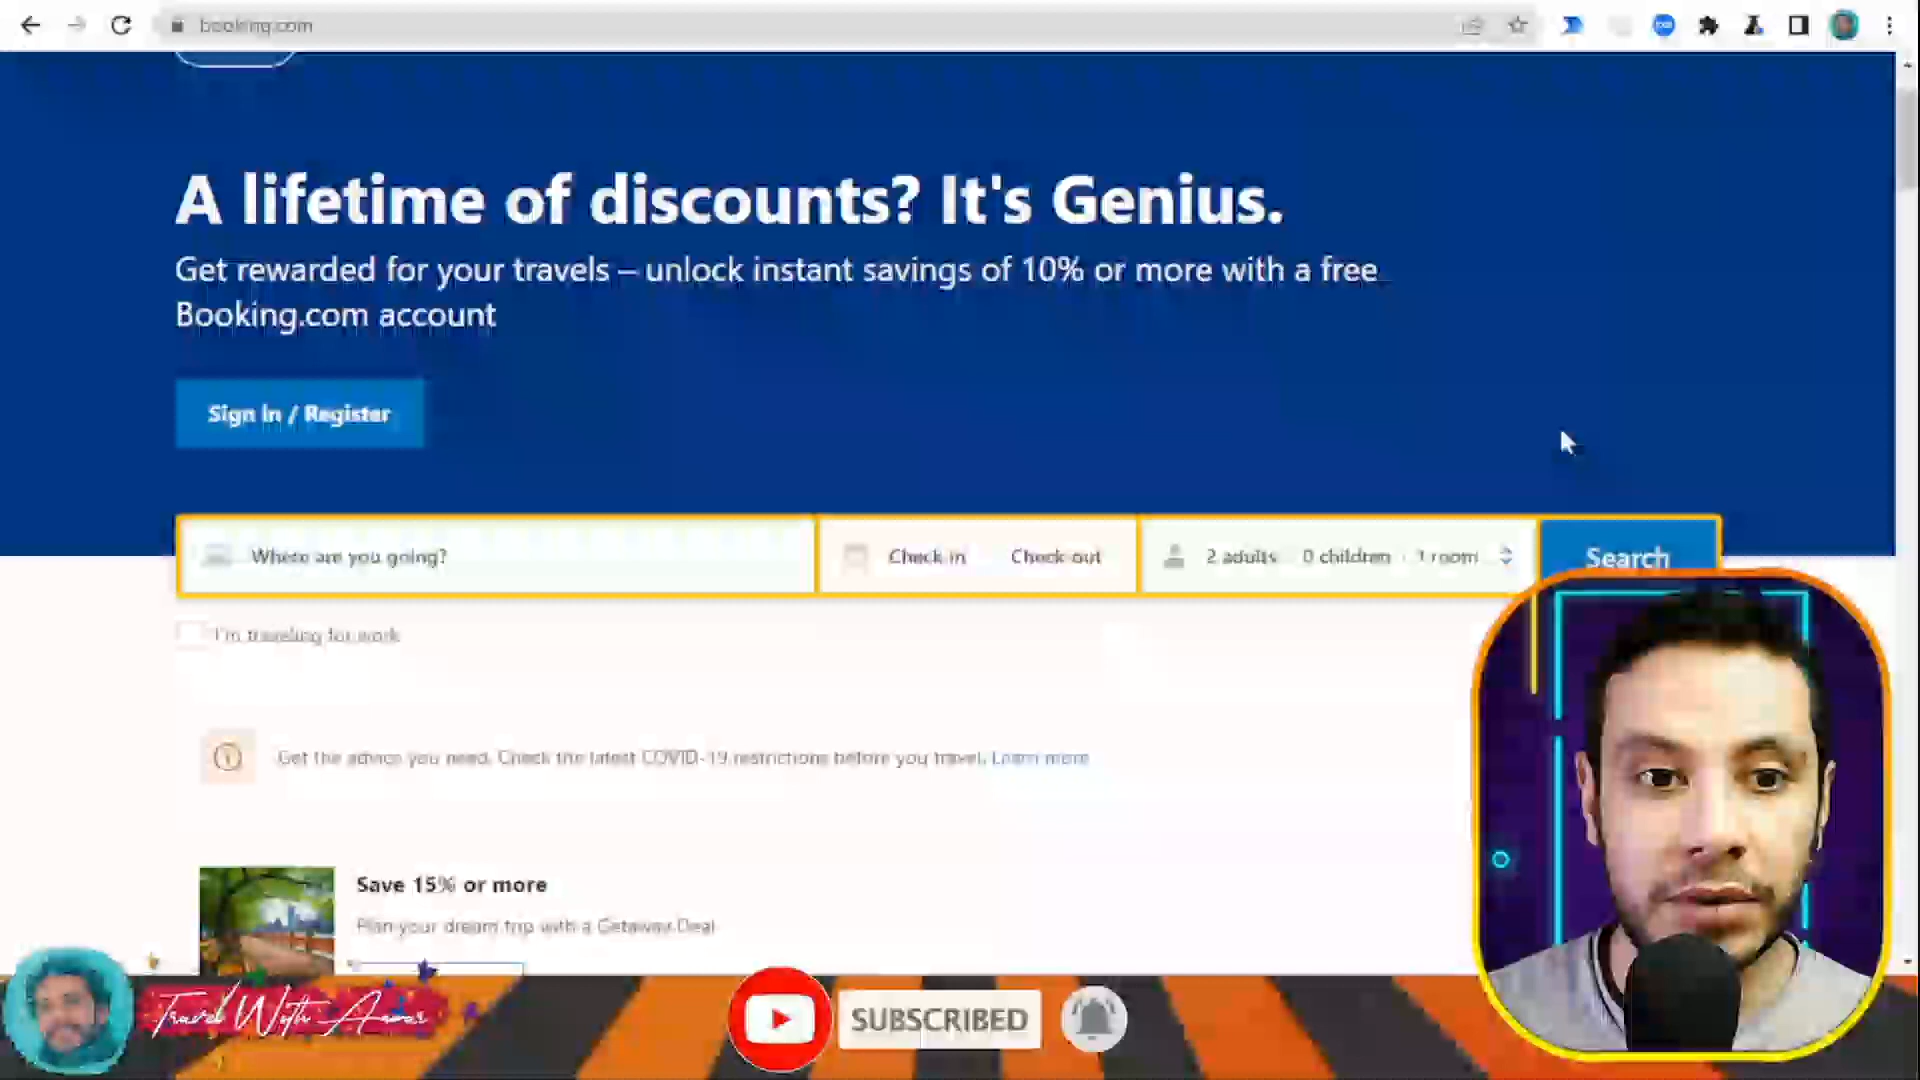 booking.com
A lifetime of discounts? It's Genius.
Get rewarded for your travels – unlock instant savings of 10% or more with a free
Booking.com account
Sign in / Register
Where are you going?
Check-in
Check-out
2 adults · 0 children · 1 room
Search
I'm traveling for work
Get the advice you need. Check the latest COVID-19 restrictions before you travel. Learn more
Save 15% or more
Plan your dream trip with a Getaway Deal
Travel With Anwar
SUBSCRIBED